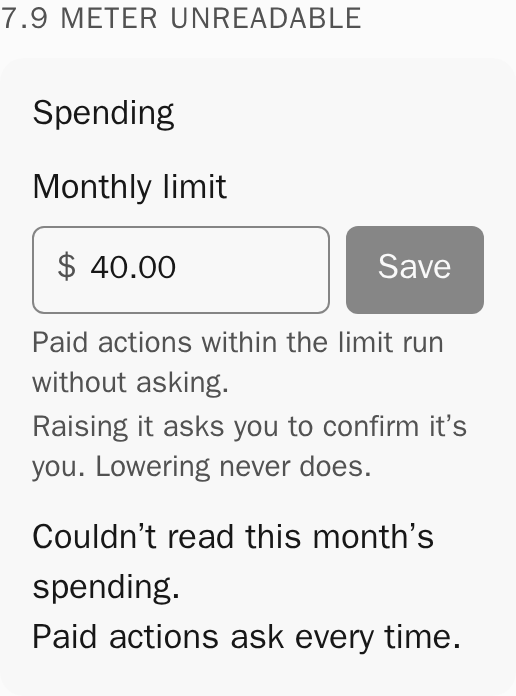 7.9 METER UNREADABLE
Spending
Monthly limit
$ 40.00
Save
Paid actions within the limit run
without asking.
Raising it asks you to confirm it’s
you. Lowering never does.
Couldn’t read this month’s
spending.
Paid actions ask every time.